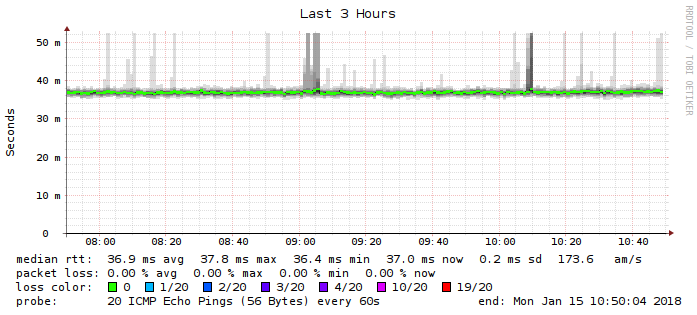 Last 3 Hours
RRDTOOL / TOBI OETIKER
Seconds
50 m
40 m
30 m
20 m
10 m
0
08:00 08:20 08:40 09:00 09:20 09:40 10:00 10:20 10:40
median rtt: 36.9 ms avg 37.8 ms max 36.4 ms min 37.0 ms now 0.2 ms sd 173.6 am/s
packet loss: 0.00 % avg 0.00 % max 0.00 % min 0.00 % now
loss color: 0 1/20 2/20 3/20 4/20 10/20 19/20
probe: 20 ICMP Echo Pings (56 Bytes) every 60s end: Mon Jan 15 10:50:04 2018